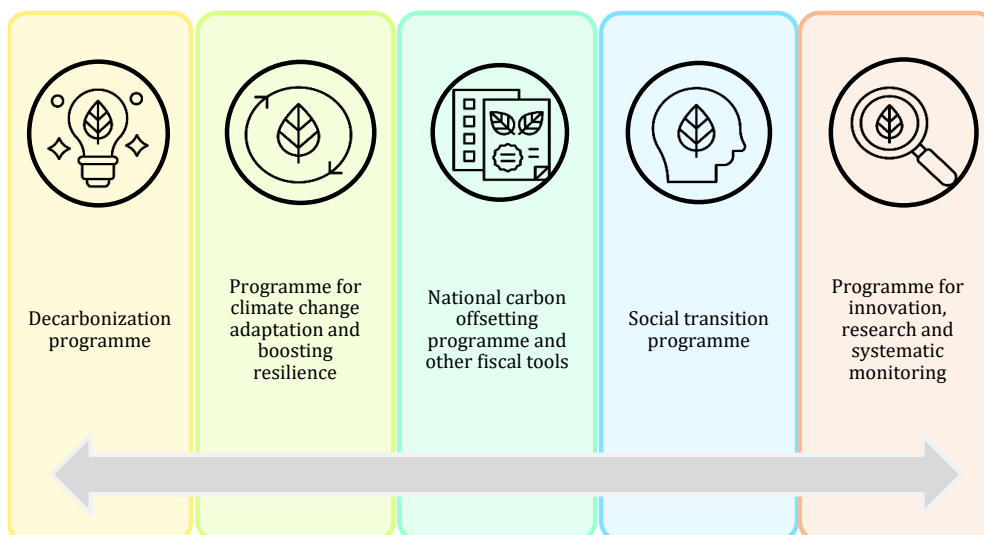 Decarbonization
programme
Programme for
climate change
adaptation and
boosting
resilience
National carbon
offsetting
programme and
other fiscal tools
Social transition
programme
Programme for
innovation,
research and
systematic
monitoring